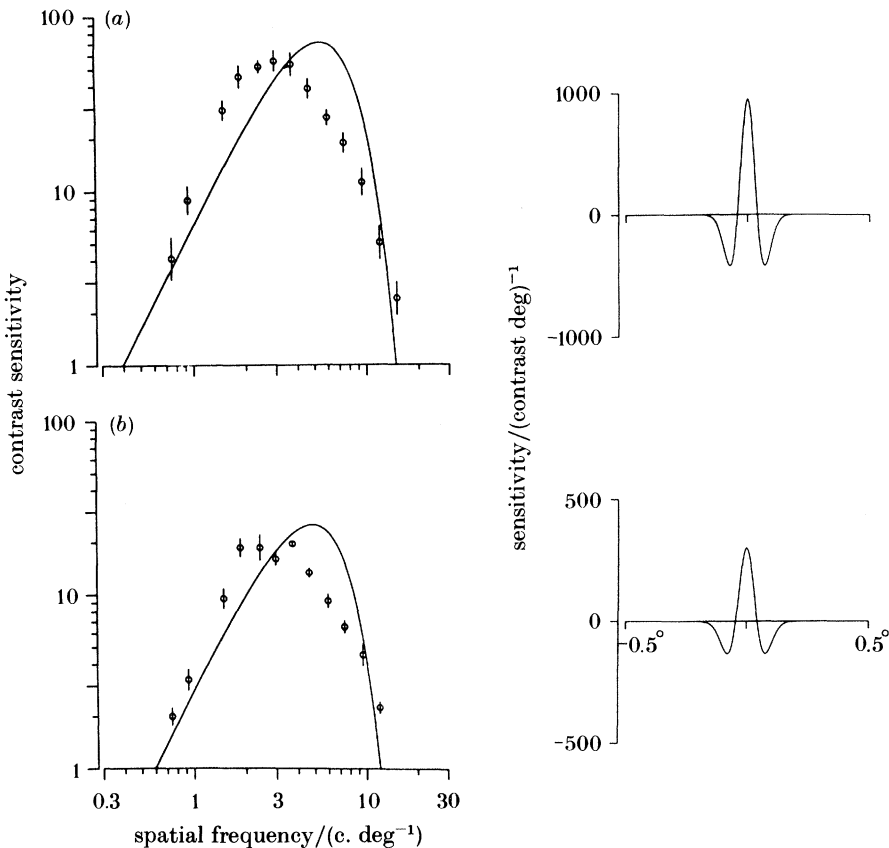 (a)
100
10
1
contrast sensitivity
(b)
100
10
1
0.3 1 3 10 30
spatial frequency/(c. deg⁻¹)
1000
0
-1000
sensitivity/(contrast deg)⁻¹
500
0
-0.5° 0.5°
-500